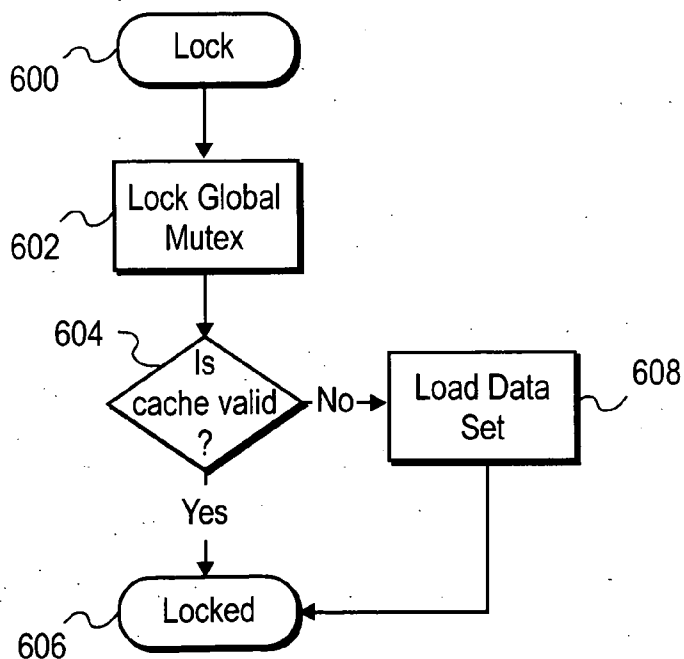 Lock
600
Lock Global
Mutex
602
604
Is
cache valid
?
No
Load Data
Set
608
Yes
Locked
606